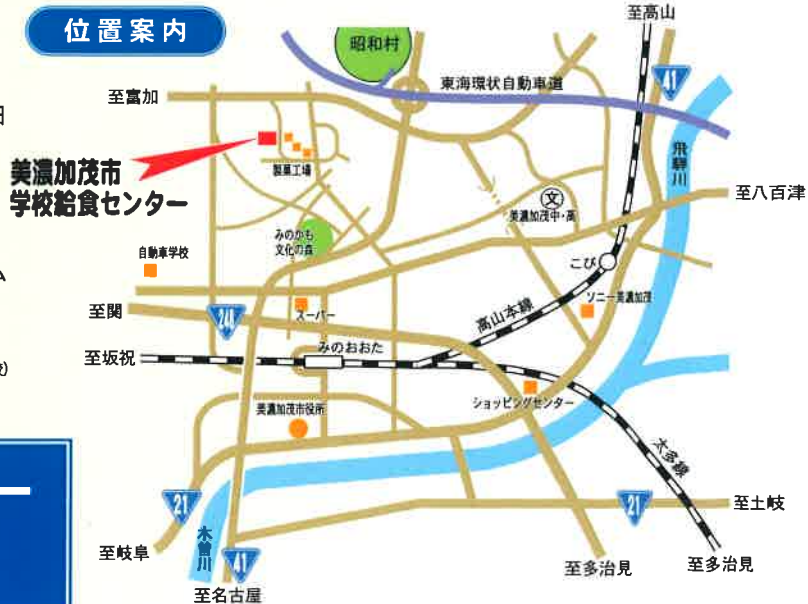 位置案内
至高山
昭和村
東海環状自動車道
41
至富加
日
飛騨川
美濃加茂市
学校給食センター
製菓工場
文
至八百津
美濃加茂中・高
みのかも
文化の森
自動車学校
こび
ム
ソニー美濃加茂
至関
248
スーパー
高山本線
みのおおた
至坂祝
校)
ショッピングセンター
美濃加茂市役所
太多線
21
21
至土岐
木曽川
至岐阜
41
至多治見
至多治見
至名古屋